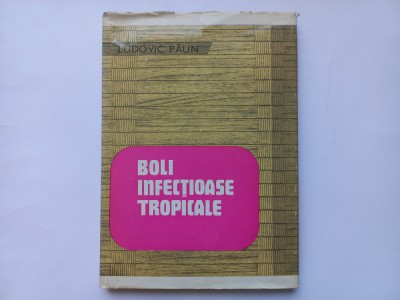 LUDOVIC PĂUN
BOLI
INFECȚIOASE
TROPICALE